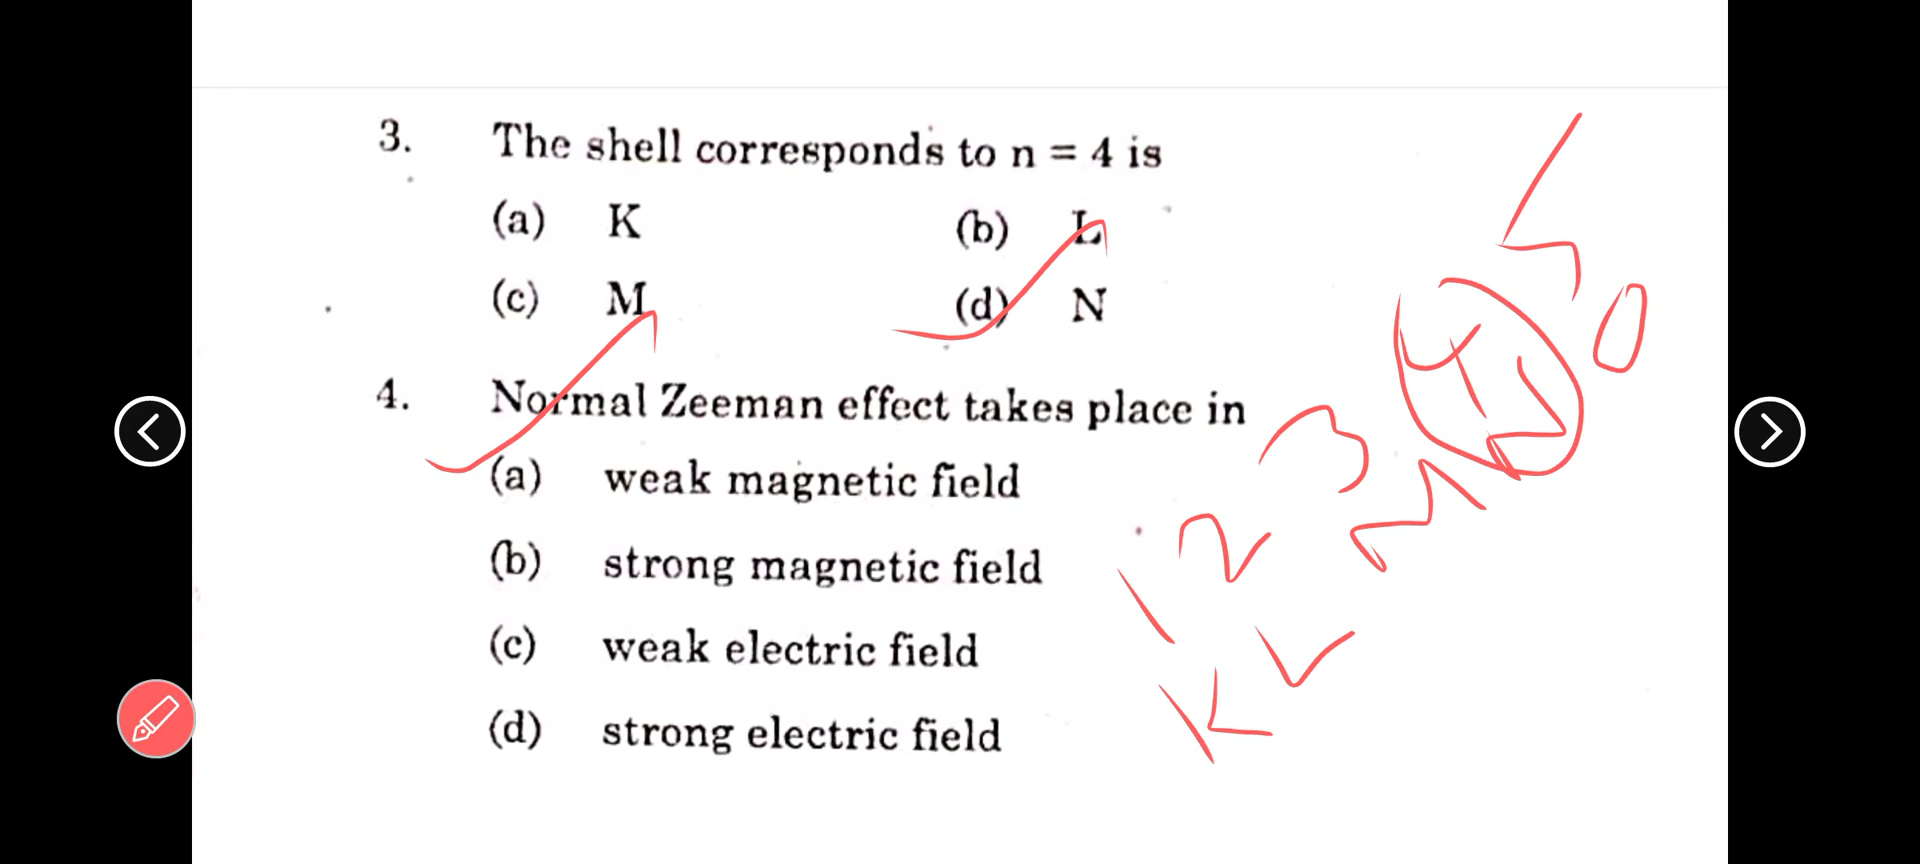 3. The shell corresponds to n = 4 is
(a) K (b) L
(c) M (d) N
4. Normal Zeeman effect takes place in
(a) weak magnetic field
(b) strong magnetic field
(c) weak electric field
(d) strong electric field
1 2 3 4 5
K L M N O